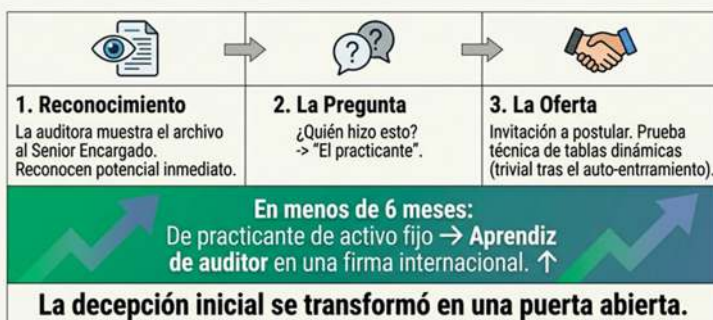 ? ?
1. Reconocimiento
La auditora muestra el archivo
al Senior Encargado.
Reconocen potencial inmediato.
2. La Pregunta
¿Quién hizo esto?
-> "El practicante".
3. La Oferta
Invitación a postular. Prueba
técnica de tablas dinámicas
(trivial tras el auto-entrramiento).
En menos de 6 meses:
De practicante de activo fijo → Aprendiz
de auditor en una firma internacional. ↑
La decepción inicial se transformó en una puerta abierta.